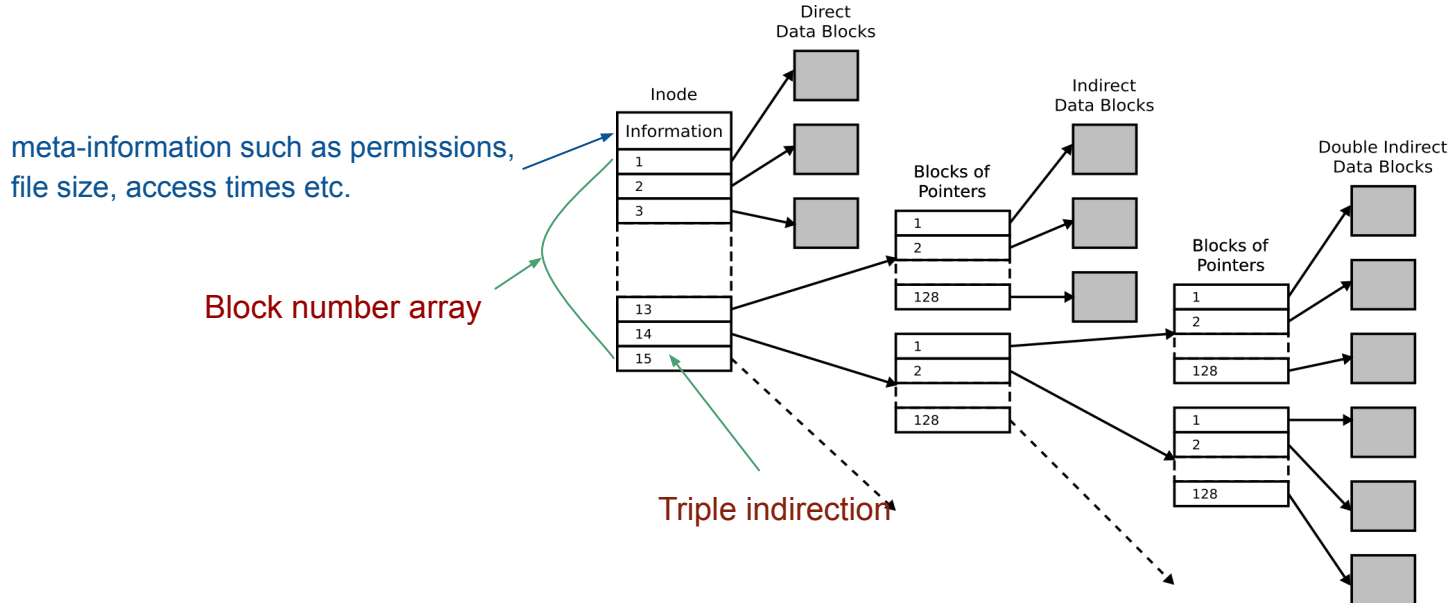 Direct
Data Blocks
Inode
Information
1
2
3
13
14
15
meta-information such as permissions,
file size, access times etc.
Block number array
Triple indirection
Indirect
Data Blocks
Blocks of
Pointers
1
2
128
1
2
128
Double Indirect
Data Blocks
Blocks of
Pointers
1
2
128
1
2
128